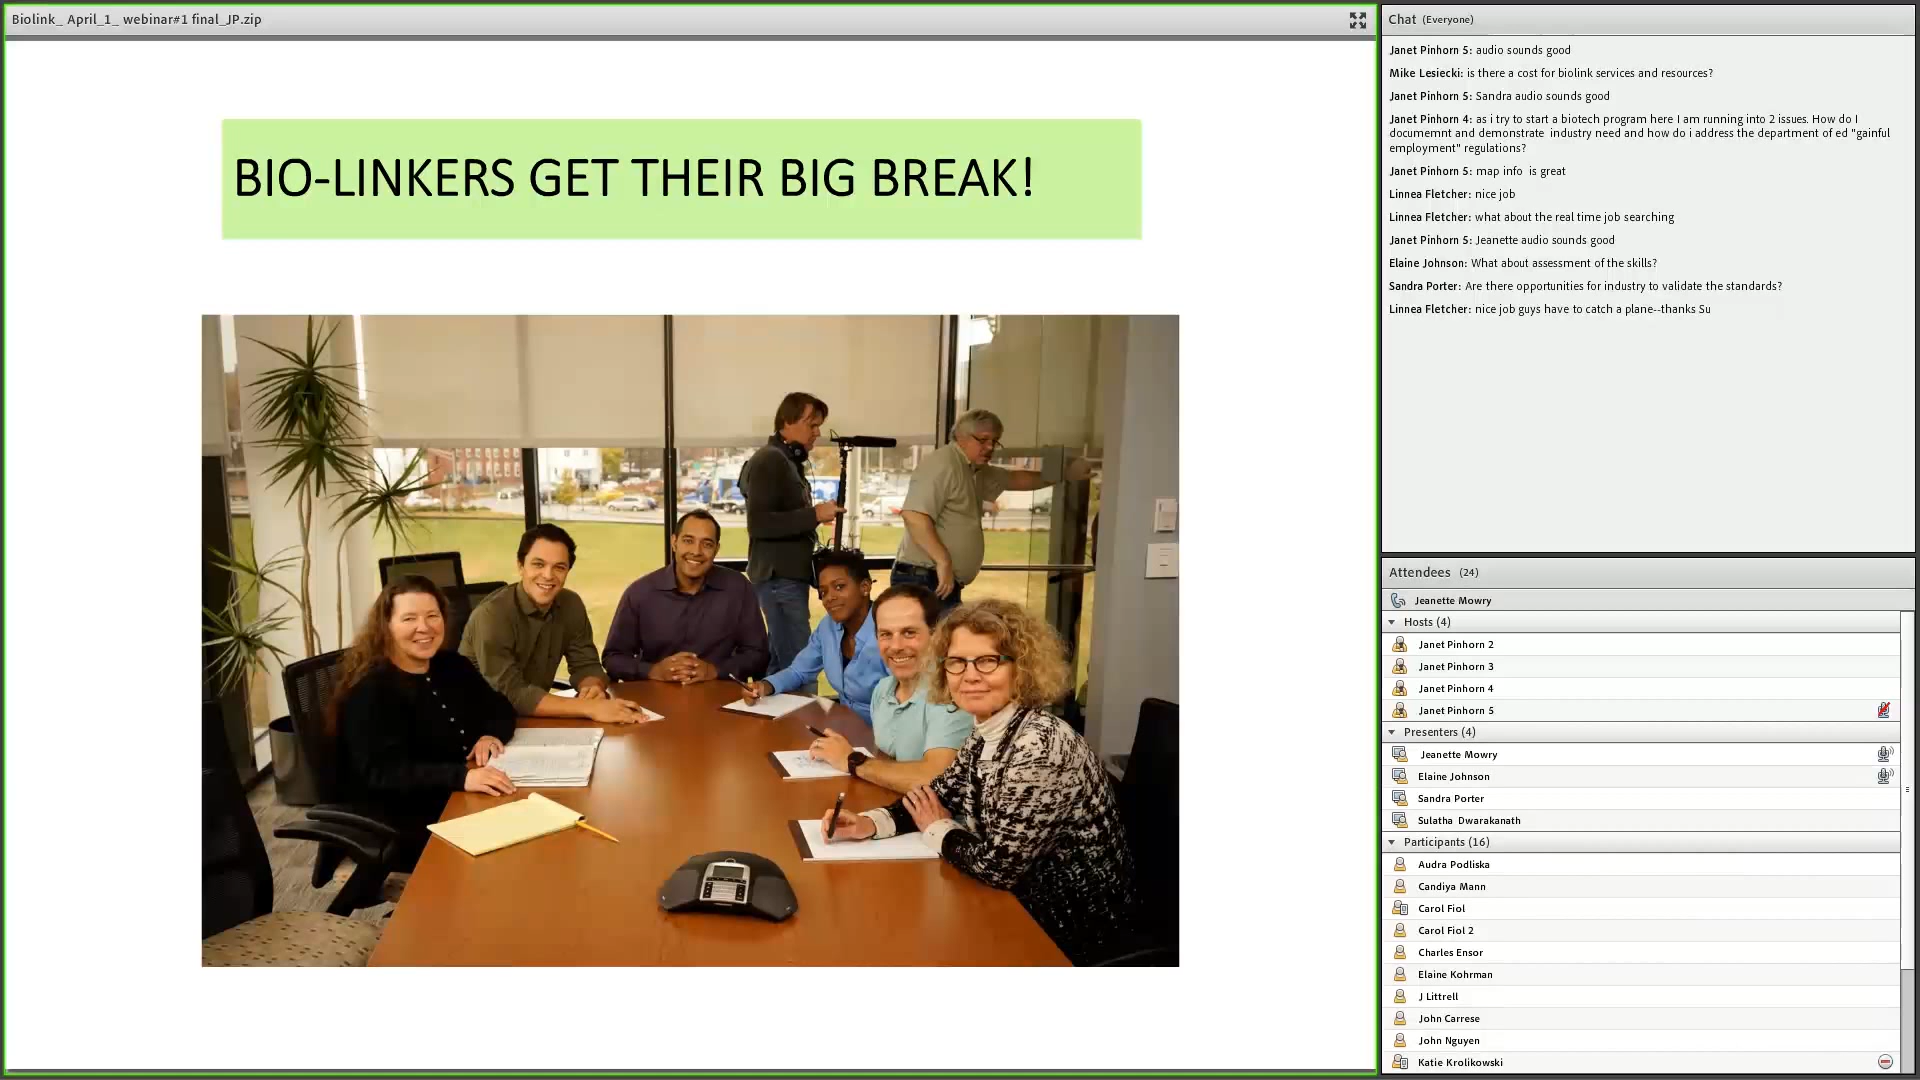 Biolink_ April_1_ webinar#1 final_JP.zip
BIO-LINKERS GET THEIR BIG BREAK!
Chat (Everyone)
Janet Pinhorn 5: audio sounds good
Mike Lesiecki: is there a cost for biolink services and resources?
Janet Pinhorn 5: Sandra audio sounds good
Janet Pinhorn 4: as i try to start a biotech program here I am running into 2 issues. How do I
documemnt and demonstrate industry need and how do i address the department of ed "gainful
employment" regulations?
Janet Pinhorn 5: map info is great
Linnea Fletcher: nice job
Linnea Fletcher: what about the real time job searching
Janet Pinhorn 5: Jeanette audio sounds good
Elaine Johnson: What about assessment of the skills?
Sandra Porter: Are there opportunities for industry to validate the standards?
Linnea Fletcher: nice job guys have to catch a plane--thanks Su
Attendees (24)
Jeanette Mowry
Hosts (4)
Janet Pinhorn 2
Janet Pinhorn 3
Janet Pinhorn 4
Janet Pinhorn 5
Presenters (4)
Jeanette Mowry
Elaine Johnson
Sandra Porter
Sulatha Dwarakanath
Participants (16)
Audra Podliska
Candiya Mann
Carol Fiol
Carol Fiol 2
Charles Ensor
Elaine Kohrman
J Littrell
John Carrese
John Nguyen
Katie Krolikowski